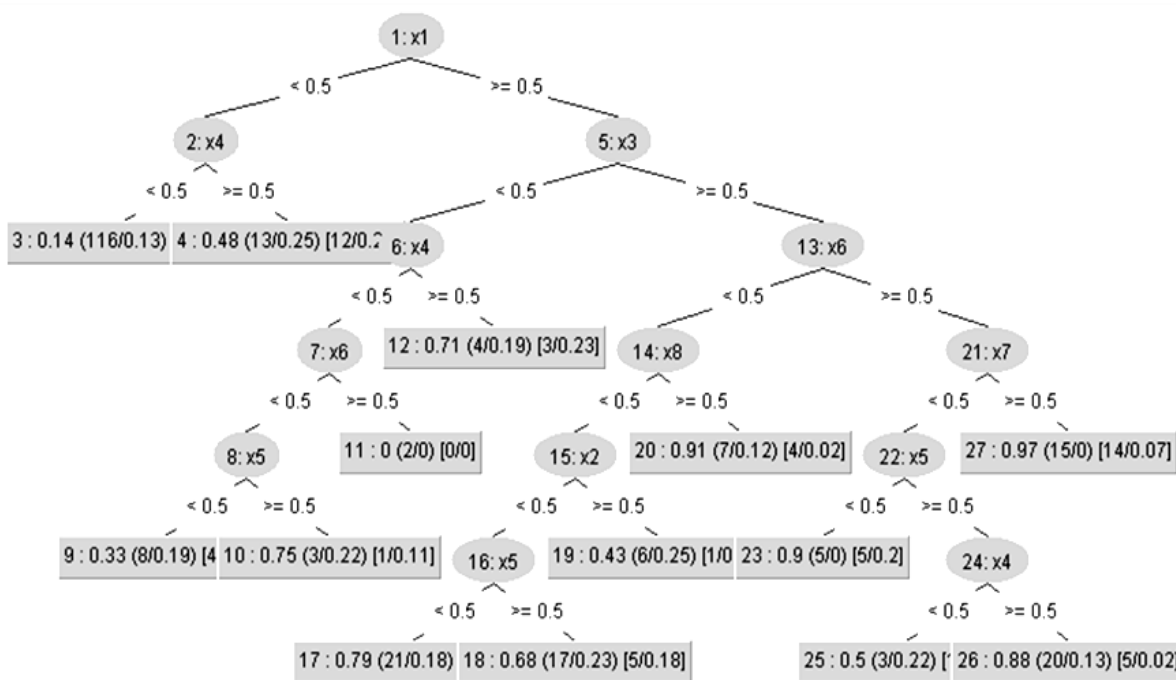 1: x1
< 0.5 >= 0.5
2: x4 5: x3
< 0.5 >= 0.5 < 0.5 >= 0.5
3 : 0.14 (116/0.13) 4 : 0.48 (13/0.25) [12/0.2 6: x4 13: x6
< 0.5 >= 0.5 < 0.5 >= 0.5
7: x6 12 : 0.71 (4/0.19) [3/0.23] 14: x8 21: x7
< 0.5 >= 0.5 < 0.5 >= 0.5 < 0.5 >= 0.5
8: x5 11 : 0 (2/0) [0/0] 15: x2 20 : 0.91 (7/0.12) [4/0.02] 22: x5 27 : 0.97 (15/0) [14/0.07]
< 0.5 >= 0.5 < 0.5 >= 0.5 < 0.5 >= 0.5
9 : 0.33 (8/0.19) [4 10 : 0.75 (3/0.22) [1/0.11] 16: x5 19 : 0.43 (6/0.25) [1/0 23 : 0.9 (5/0) [5/0.2] 24: x4
< 0.5 >= 0.5 < 0.5 >= 0.5
17 : 0.79 (21/0.18) 18 : 0.68 (17/0.23) [5/0.18] 25 : 0.5 (3/0.22) [ 26 : 0.88 (20/0.13) [5/0.02]